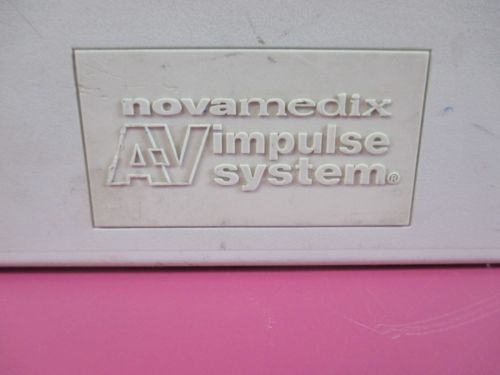 novamedix
A-V impulse
system®